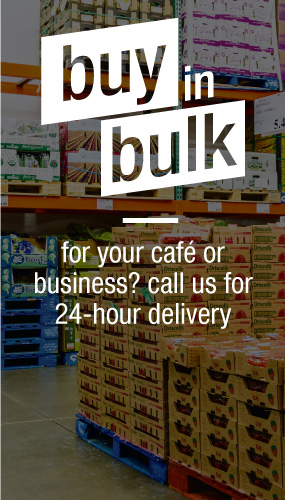 buy in
bulk
for your café or
business? call us for
24-hour delivery